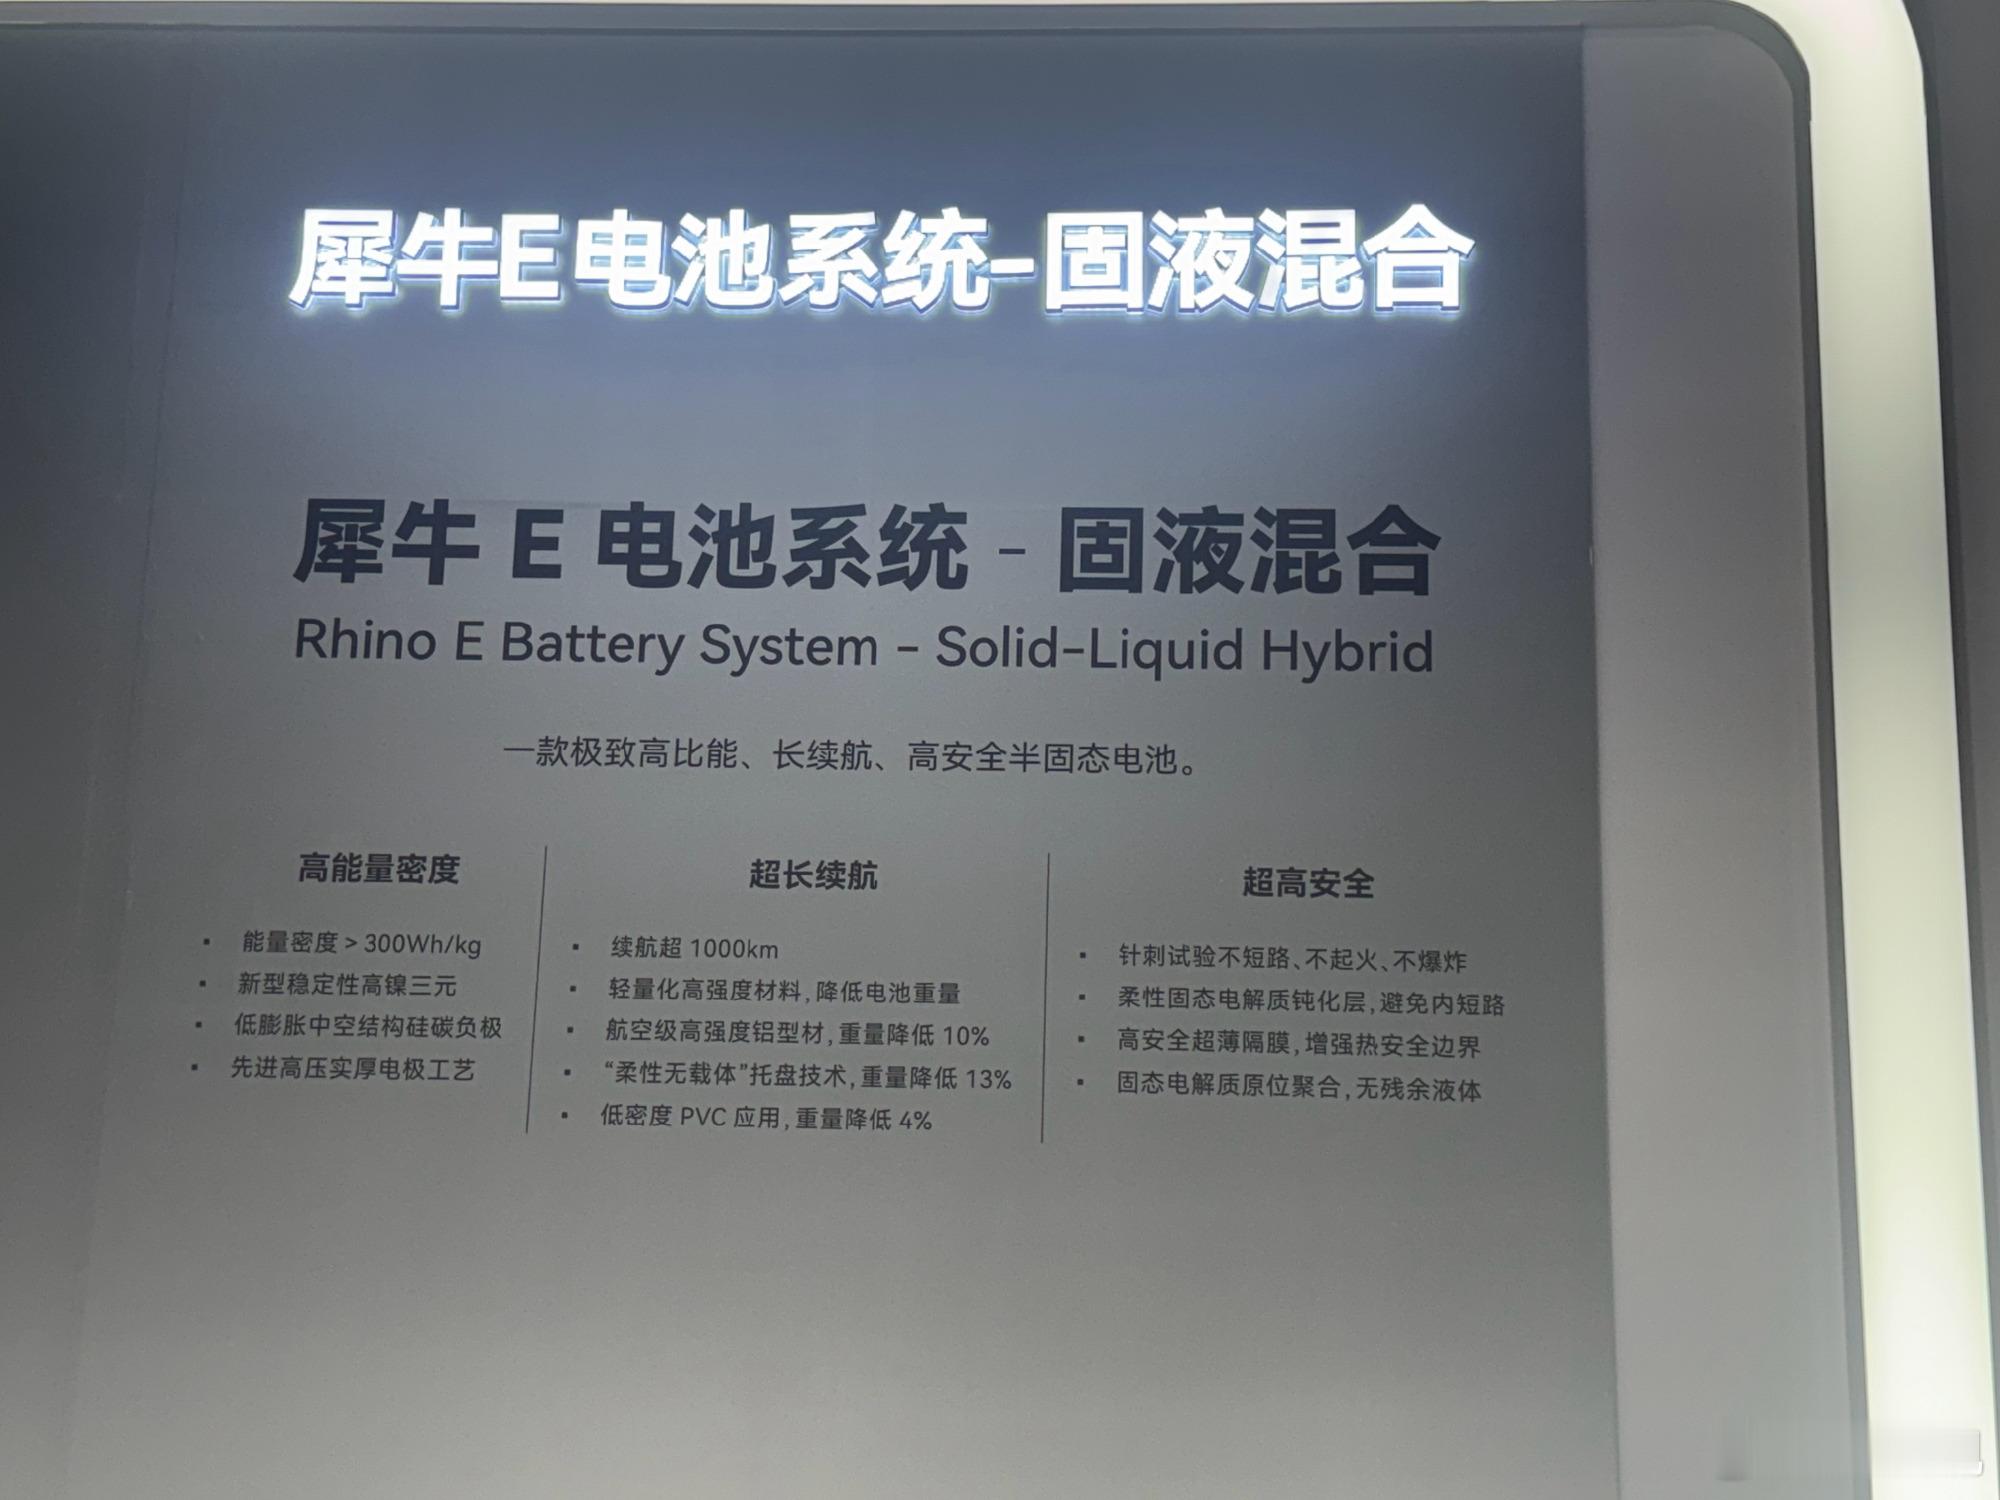 犀牛E电池系统-固液混合
犀牛 E 电池系统 - 固液混合
Rhino E Battery System - Solid-Liquid Hybrid
一款极致高比能、长续航、高安全半固态电池。
高能量密度
▪ 能量密度 > 300Wh/kg
▪ 新型稳定性高镍三元
▪ 低膨胀中空结构硅碳负极
▪ 先进高压实厚电极工艺
超长续航
▪ 续航超 1000km
▪ 轻量化高强度材料，降低电池重量
▪ 航空级高强度铝型材，重量降低 10%
▪ “柔性无载体”托盘技术，重量降低 13%
▪ 低密度 PVC 应用，重量降低 4%
超高安全
▪ 针刺试验不短路、不起火、不爆炸
▪ 柔性固态电解质钝化层，避免内短路
▪ 高安全超薄隔膜，增强热安全边界
▪ 固态电解质原位聚合，无残余液体